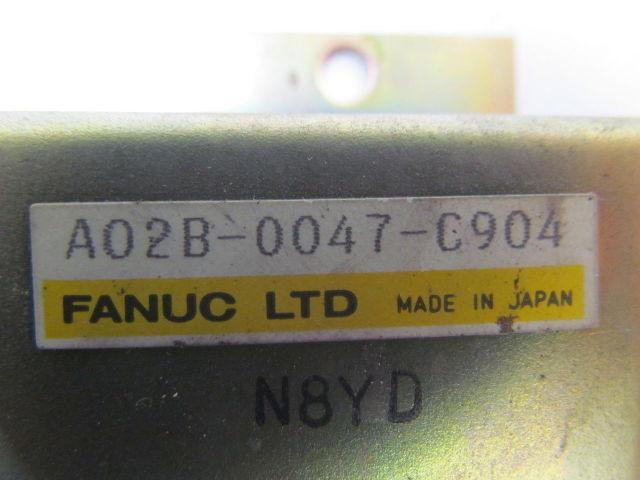 A02B-0047-C904
FANUC LTD MADE IN JAPAN
N8YD